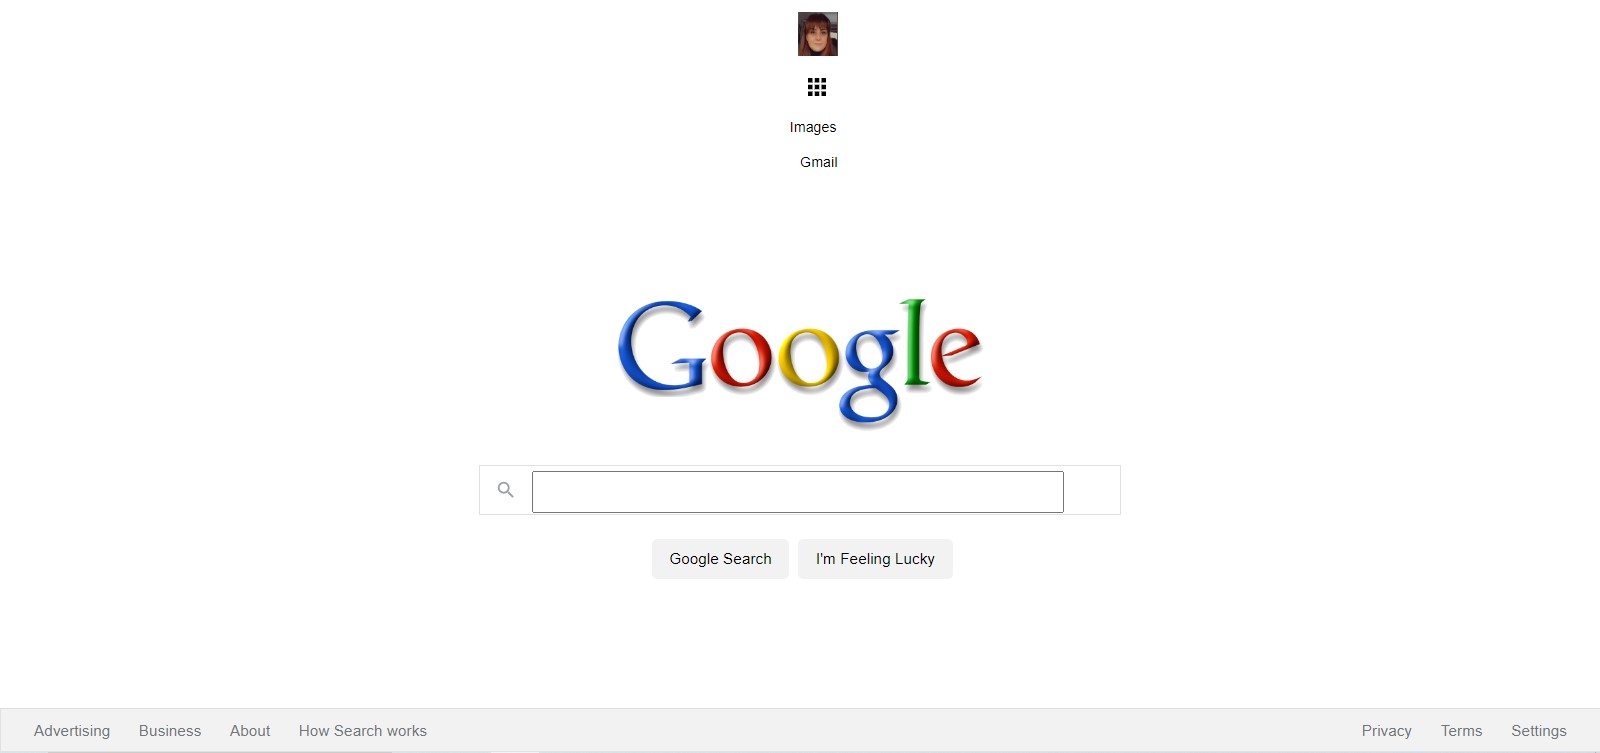 Images
Gmail
Google
Google Search I'm Feeling Lucky
Advertising Business About How Search works Privacy Terms Settings